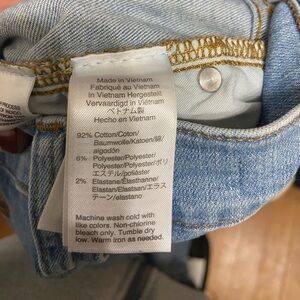 Made in Vietnam
Fabriqué au Vietnam
in Vietnam Hergestellt
Vervaardigd in Viëtnam
ベトナム製
Hecho en Vietnam
92% Cotton/Coton/
Baumwolle/Katoen/綿/
algodón
6% Polyester/Polyester/
Polyester/Polyester/ポリ
エステル/poliéster
2% Elastane/Élasthanne/
Elastan/Elastaan/エラス
テーン/elastano
Machine wash cold with
like colors. Non-chlorine
bleach only. Tumble dry
low. Warm iron as needed.